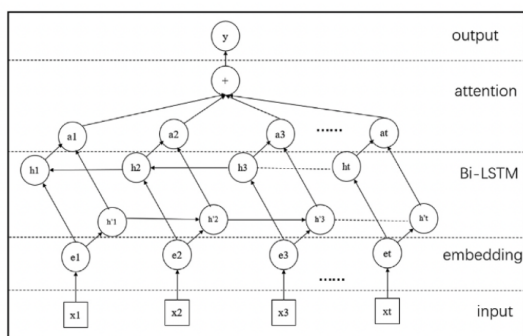 y
output
+
attention
a1 a2 a3 ...... at
h1 h2 h3 ht
Bi-LSTM
h'1 h'2 h'3 h't
e1 e2 e3 et
embedding
......
x1 x2 x3 xt
input